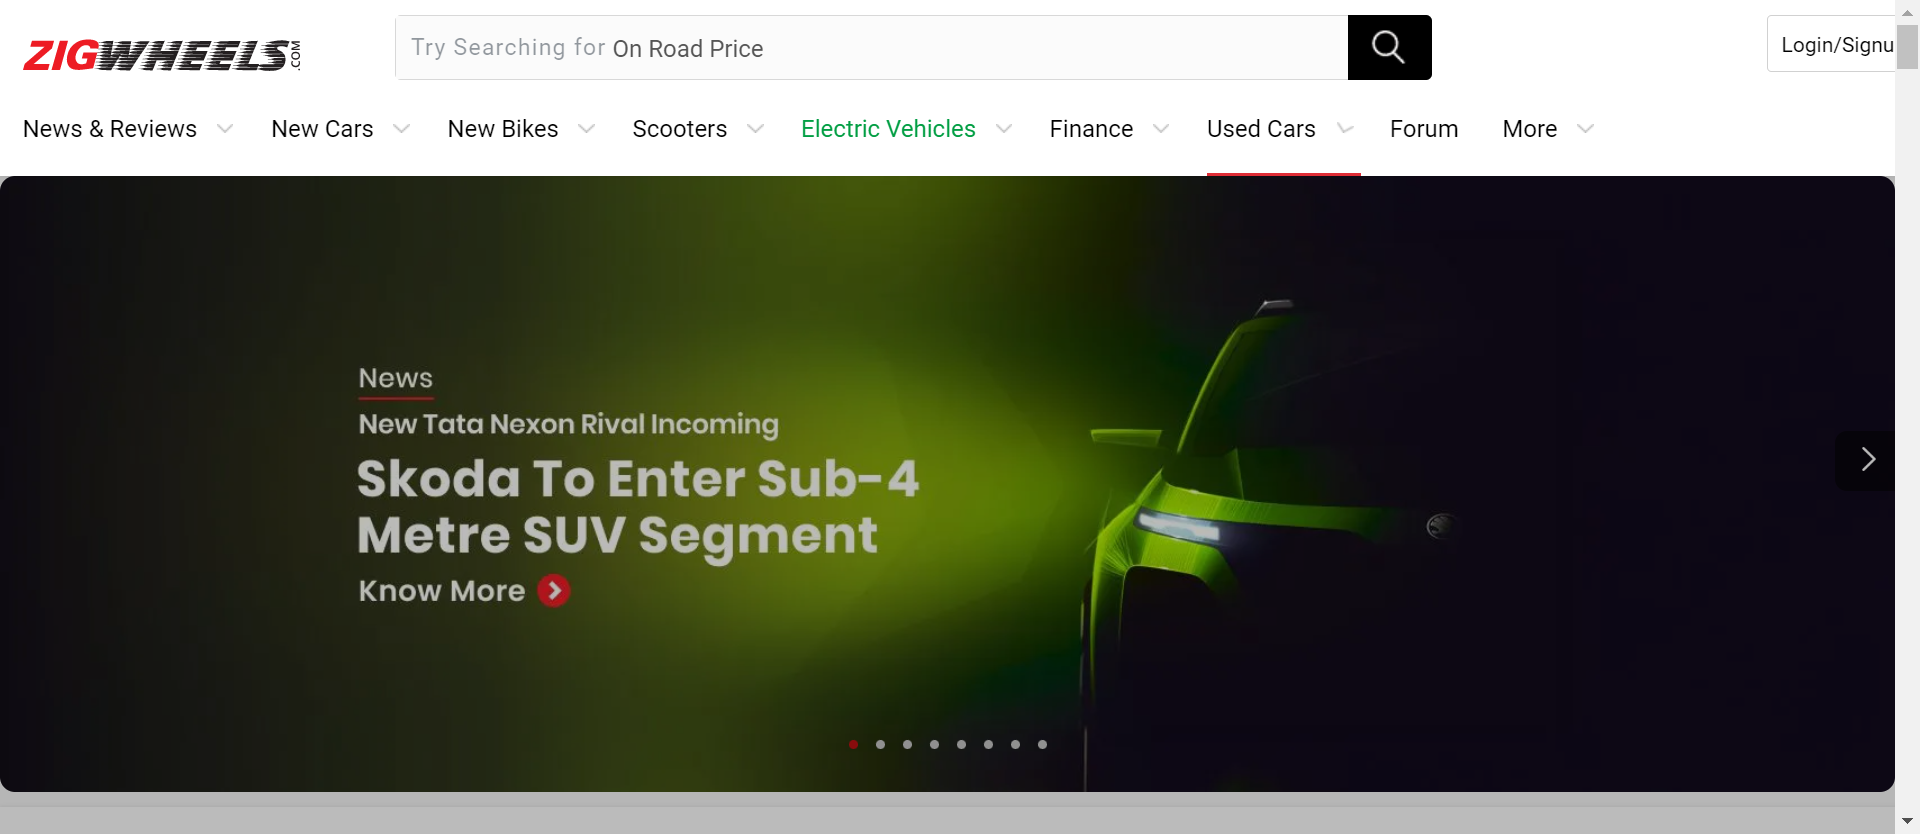 ZIGWHEELS.COM
Try Searching for On Road Price
Login/Signu
News & Reviews
New Cars
New Bikes
Scooters
Electric Vehicles
Finance
Used Cars
Forum
More
News
New Tata Nexon Rival Incoming
Skoda To Enter Sub-4
Metre SUV Segment
Know More